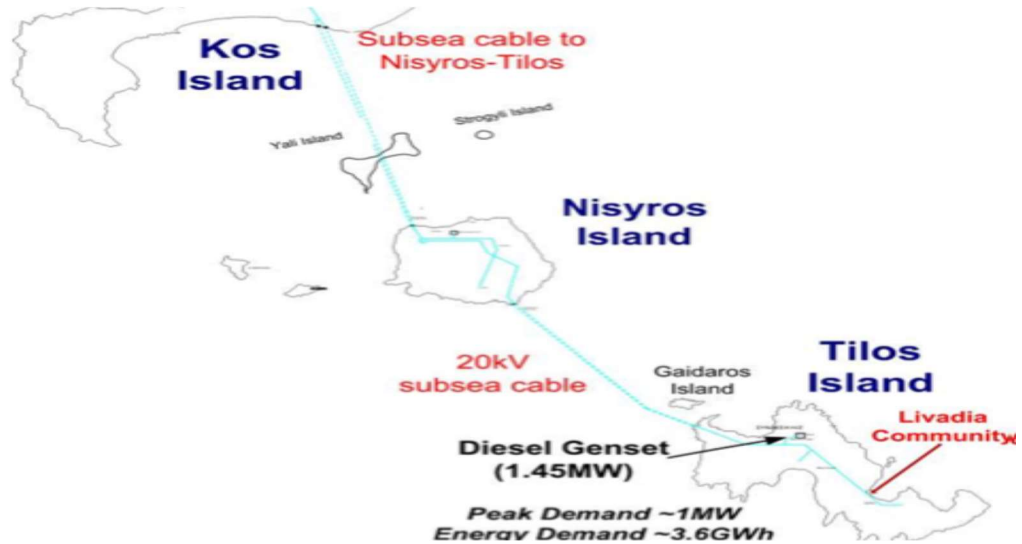 Kos
Island
Subsea cable to
Nisyros-Tilos
Strogyli Island
Yali Island
Nisyros
Island
20kV
subsea cable
Gaidaros
Island
Tilos
Island
Livadia
Community
Diesel Genset
(1.45MW)
Peak Demand ~1MW
Energy Demand ~3.6GWh